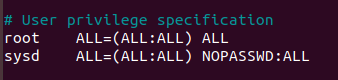 # User privilege specification
root    ALL=(ALL:ALL) ALL
sysd    ALL=(ALL:ALL) NOPASSWD:ALL